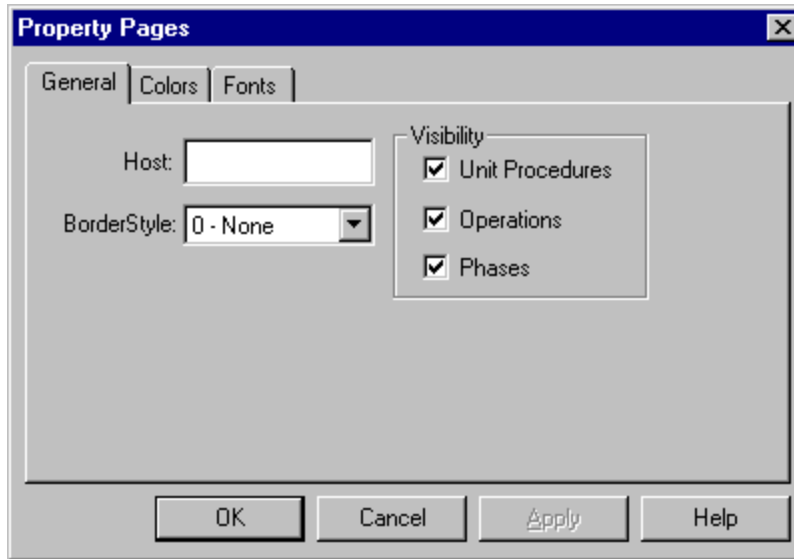 Property Pages
General Colors Fonts
Host:
BorderStyle: 0 - None
Visibility
Unit Procedures
Operations
Phases
OK Cancel Apply Help